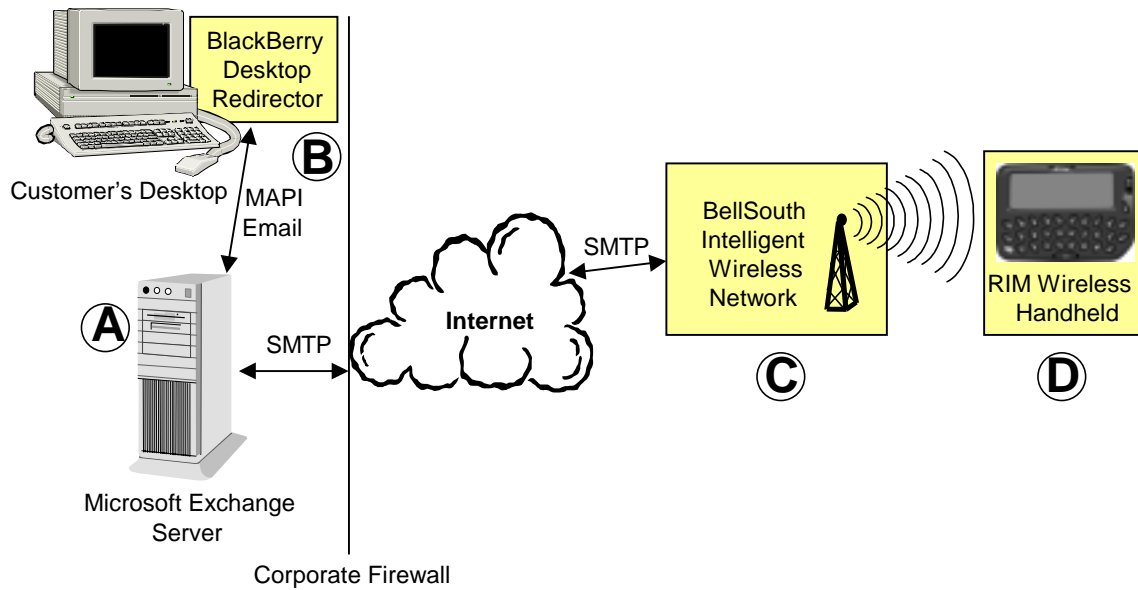 BlackBerry
Desktop
Redirector
B
Customer's Desktop
MAPI
Email
A
SMTP
Microsoft Exchange
Server
Corporate Firewall
Internet
SMTP
BellSouth
Intelligent
Wireless
Network
C
RIM Wireless
Handheld
D